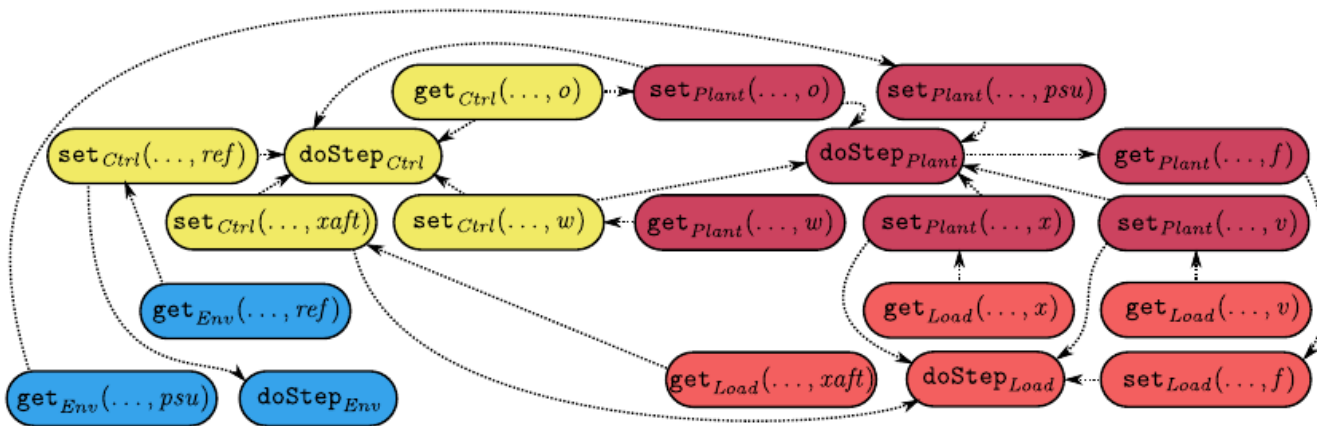 get_Ctrl(..., o)
set_Plant(..., o)
set_Plant(..., psu)
set_Ctrl(..., ref)
doStep_Ctrl
doStep_Plant
get_Plant(..., f)
set_Ctrl(..., xaft)
set_Ctrl(..., w)
get_Plant(..., w)
set_Plant(..., x)
set_Plant(..., v)
get_Env(..., ref)
get_Load(..., x)
get_Load(..., v)
get_Env(..., psu)
doStep_Env
get_Load(..., xaft)
doStep_Load
set_Load(..., f)